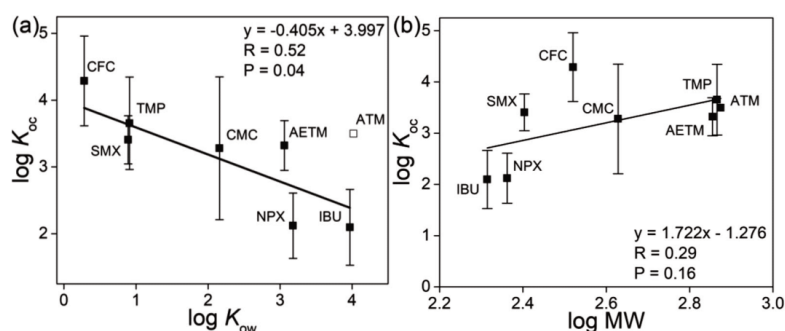 (a)
y = -0.405x + 3.997
R = 0.52
P = 0.04
CFC
TMP
SMX
CMC
AETM
ATM
NPX
IBU
5
4
3
2
0
1
2
3
4
log Koc
log Kow
(b)
CFC
SMX
CMC
TMP
ATM
AETM
IBU
NPX
y = 1.722x - 1.276
R = 0.29
P = 0.16
5
4
3
2
1
0
2.2
2.4
2.6
2.8
3.0
log Koc
log MW